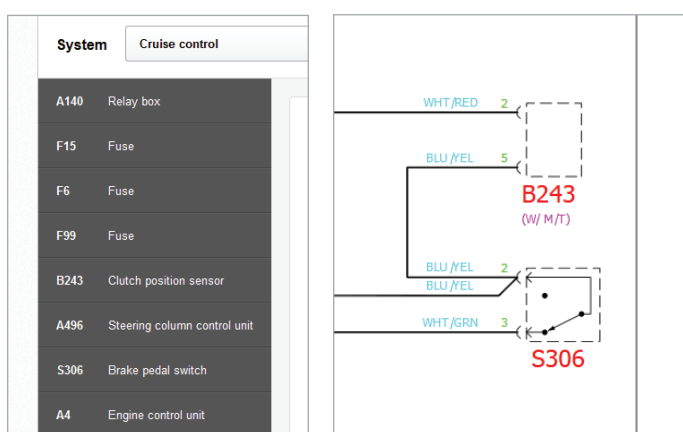 System Cruise control
A140 Relay box
F15 Fuse
F6 Fuse
F99 Fuse
B243 Clutch position sensor
A496 Steering column control unit
S306 Brake pedal switch
A4 Engine control unit
WHT/RED 2
BLU/YEL 5
B243
(W/ M/T)
BLU/YEL 2
BLU/YEL
WHT/GRN 3
S306